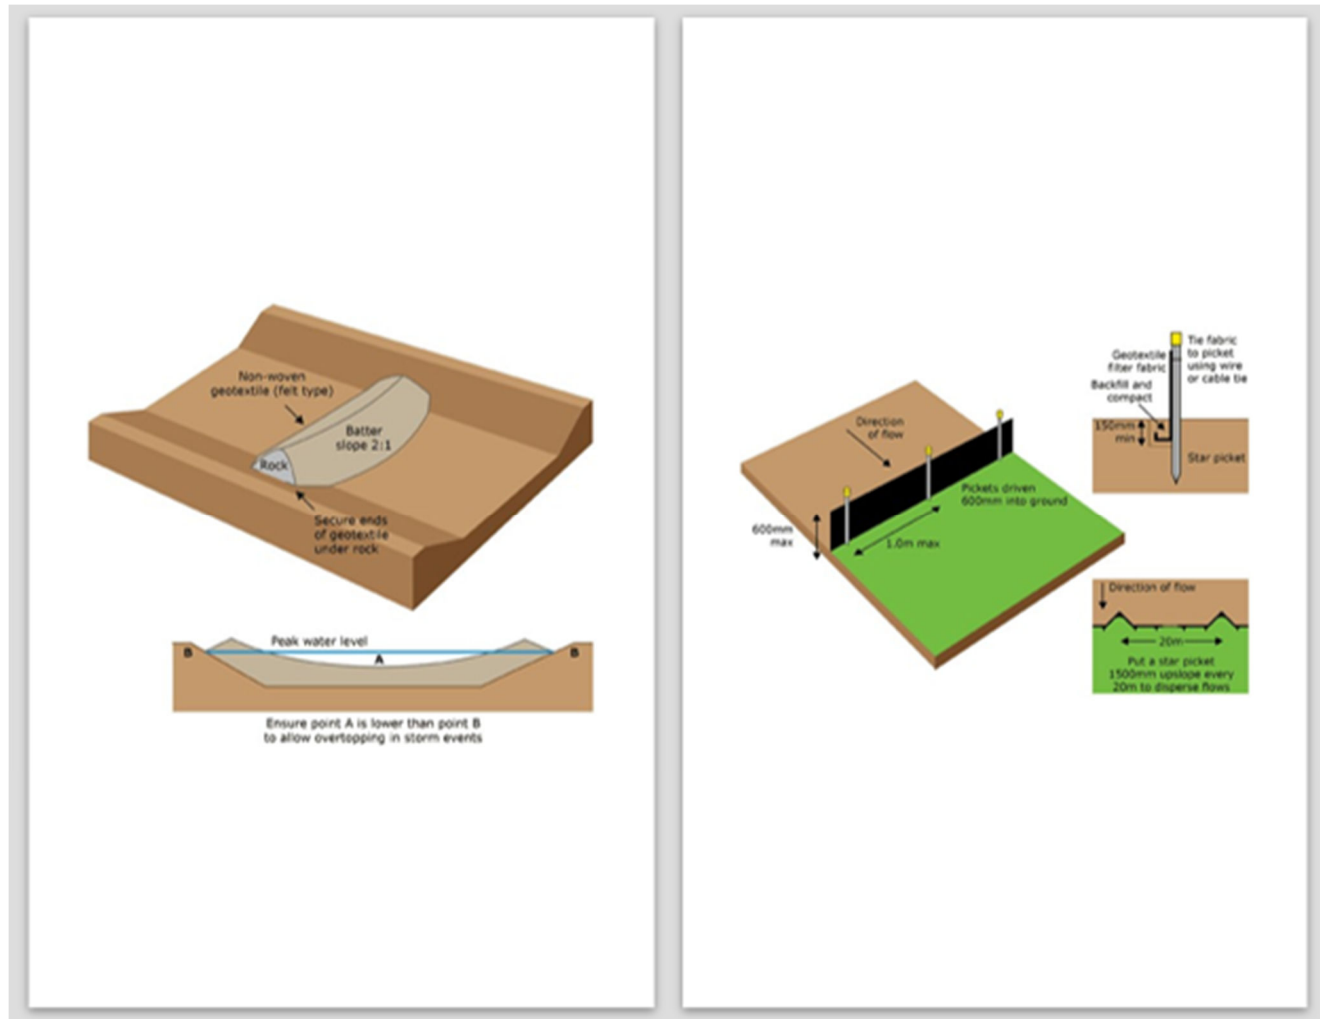 Non-woven
geotextile (felt type)
Batter
slope 2:1
Rock
Secure ends
of geotextile
under rock
Peak water level
B
A
B
Ensure point A is lower than point B
to allow overtopping in storm events
Direction
of flow
Pickets driven
600mm into ground
600mm
max
1.0m max
Geotextile
filter fabric
Tie fabric
to picket
using wire
or cable tie
Backfill and
compact
150mm
min
Star picket
Direction of flow
20m
Put a star picket
1500mm upslope every
20m to disperse flows